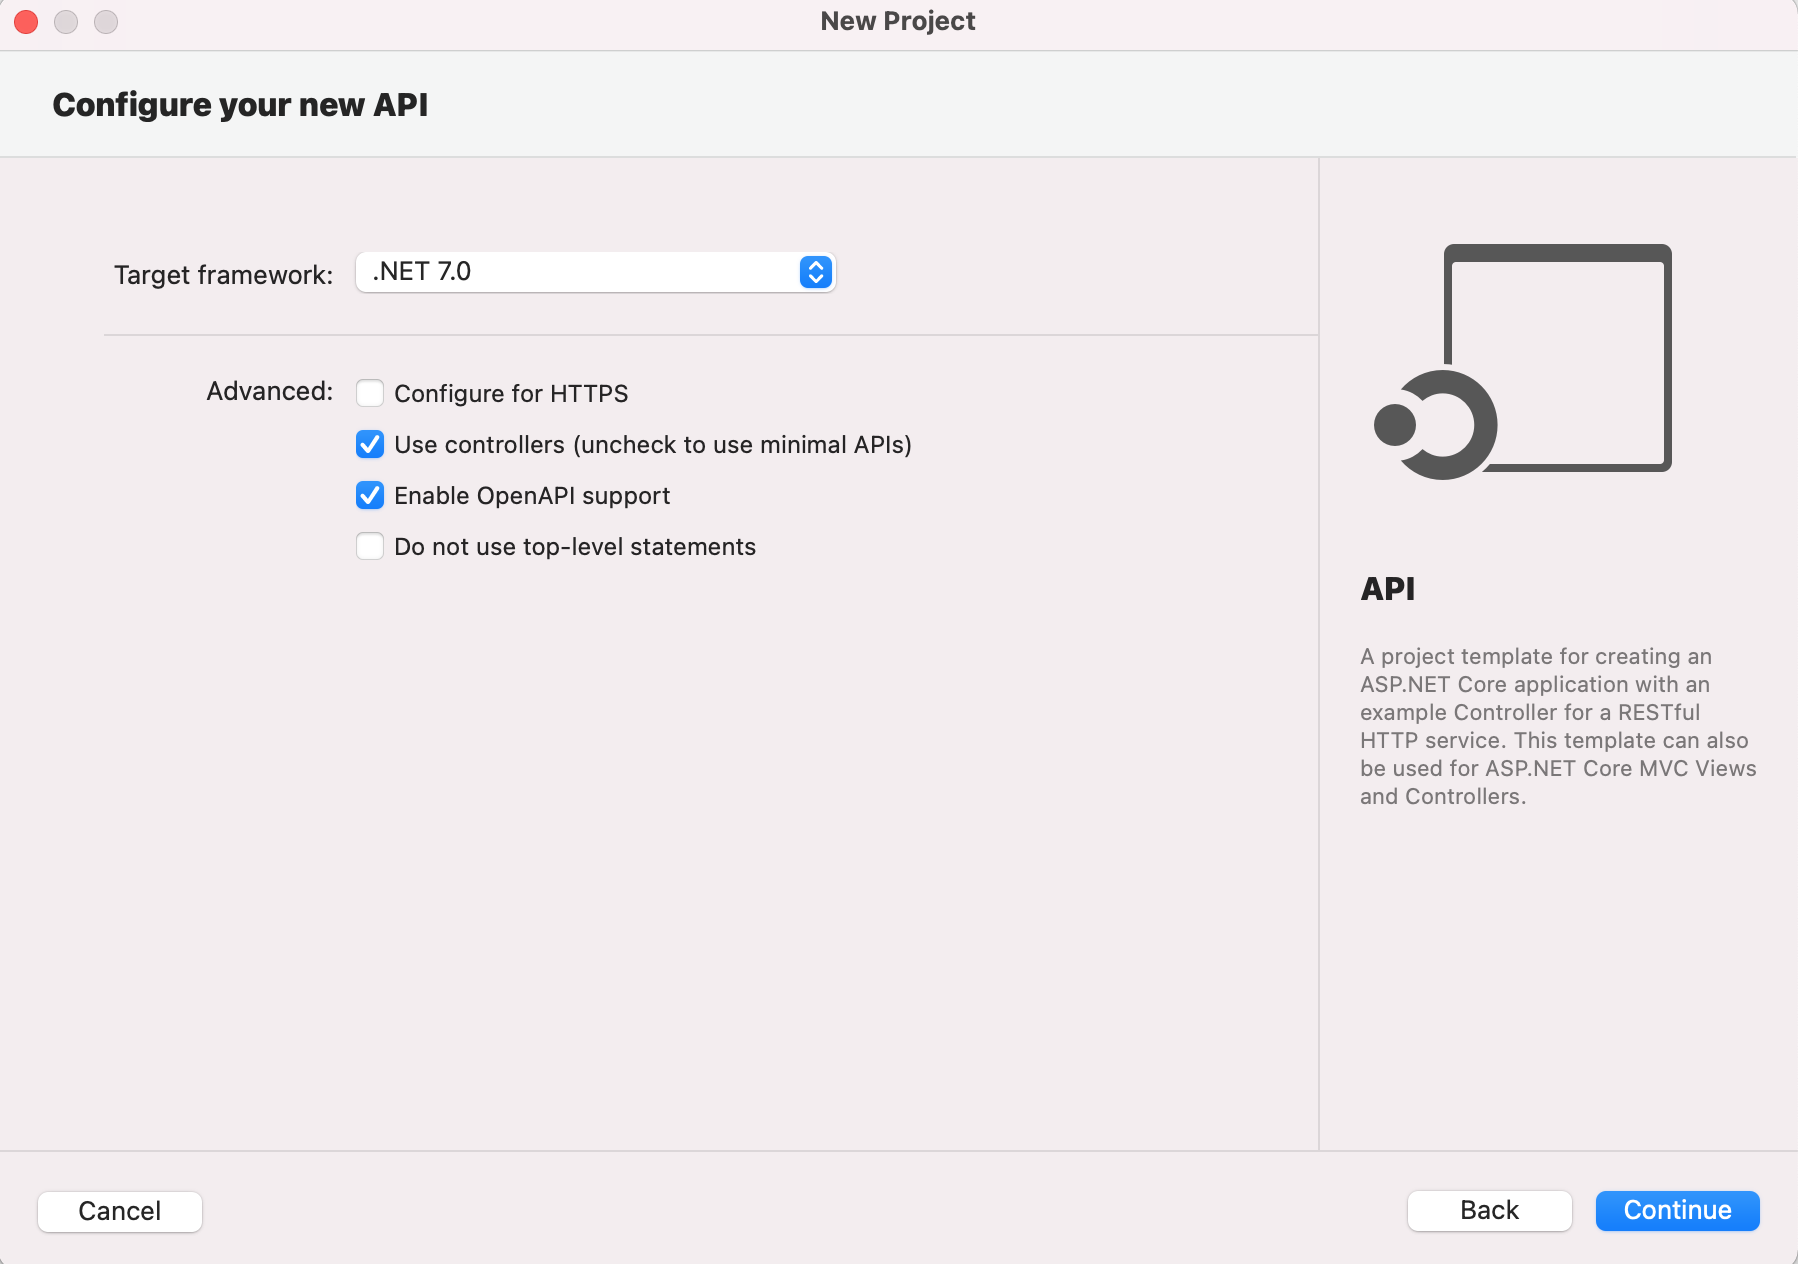 New Project
Configure your new API
Target framework: .NET 7.0
Advanced: Configure for HTTPS
Use controllers (uncheck to use minimal APIs)
Enable OpenAPI support
Do not use top-level statements
API
A project template for creating an
ASP.NET Core application with an
example Controller for a RESTful
HTTP service. This template can also
be used for ASP.NET Core MVC Views
and Controllers.
Cancel Back Continue